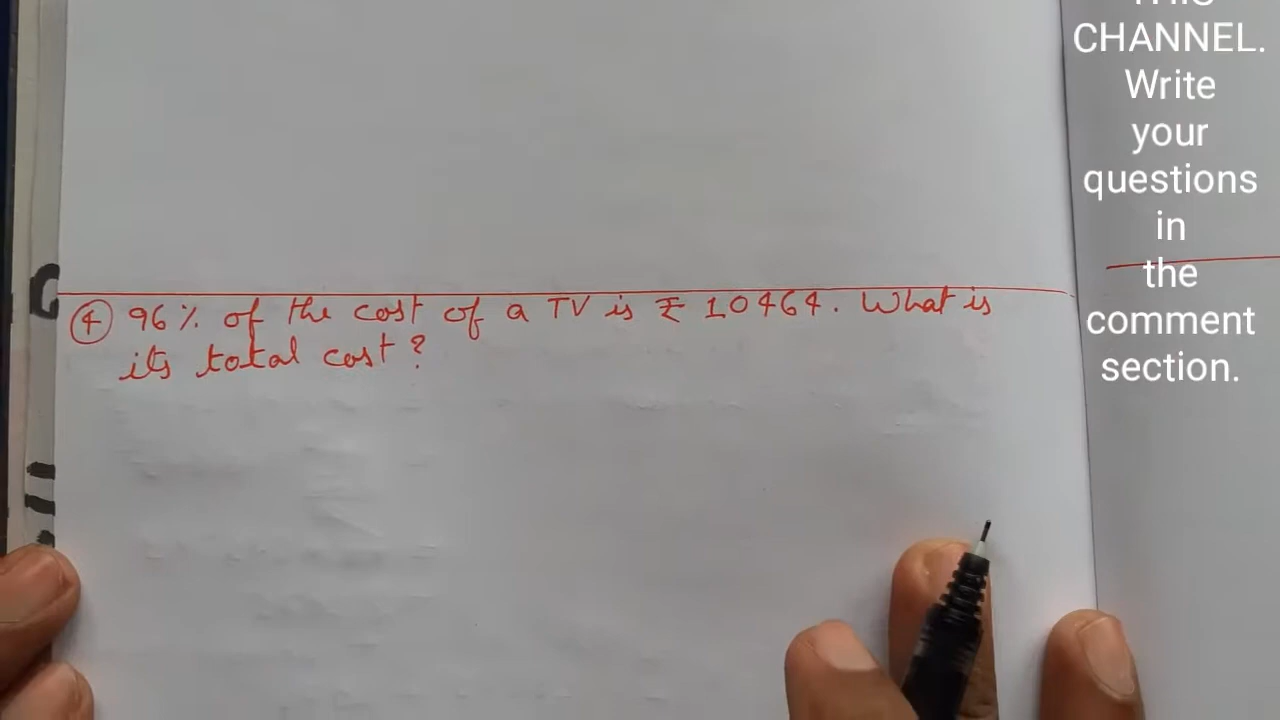 ④ 96% of the cost of a TV is ₹ 10464. What is
its total cost?
THIS
CHANNEL.
Write
your
questions
in
the
comment
section.